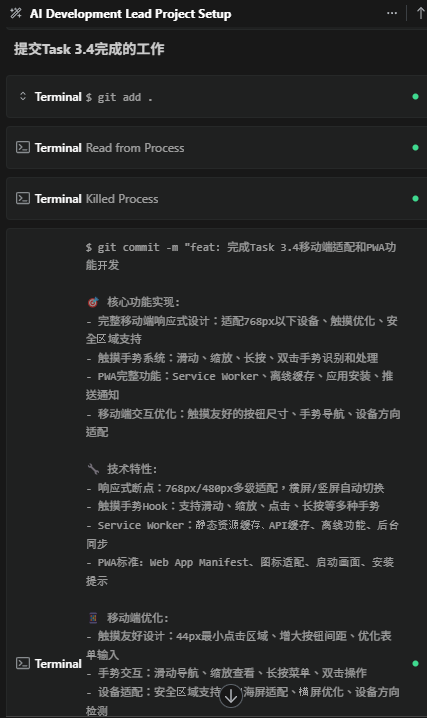 AI Development Lead Project Setup
提交Task 3.4完成的工作
Terminal $ git add .
Terminal Read from Process
Terminal Killed Process
$ git commit -m "feat: 完成Task 3.4移动端适配和PWA功
能开发
🎯 核心功能实现:
- 完整移动端响应式设计：适配768px以下设备、触摸优化、安
全区域支持
- 触摸手势系统：滑动、缩放、长按、双击手势识别和处理
- PWA完整功能：Service Worker、离线缓存、应用安装、推
送通知
- 移动端交互优化：触摸友好的按钮尺寸、手势导航、设备方向
适配
🔧 技术特性:
- 响应式断点：768px/480px多级适配，横屏/竖屏自动切换
- 触摸手势Hook：支持滑动、缩放、点击、长按等多种手势
- Service Worker：静态资源缓存、API缓存、离线功能、后台
同步
- PWA标准：Web App Manifest、图标适配、启动画面、安装
提示
📱 移动端优化:
- 触摸友好设计：44px最小点击区域、增大按钮间距、优化表
单输入
- 手势交互：滑动导航、缩放查看、长按菜单、双击操作
Terminal
- 设备适配：安全区域支持 海屏适配、横屏优化、设备方向
检测